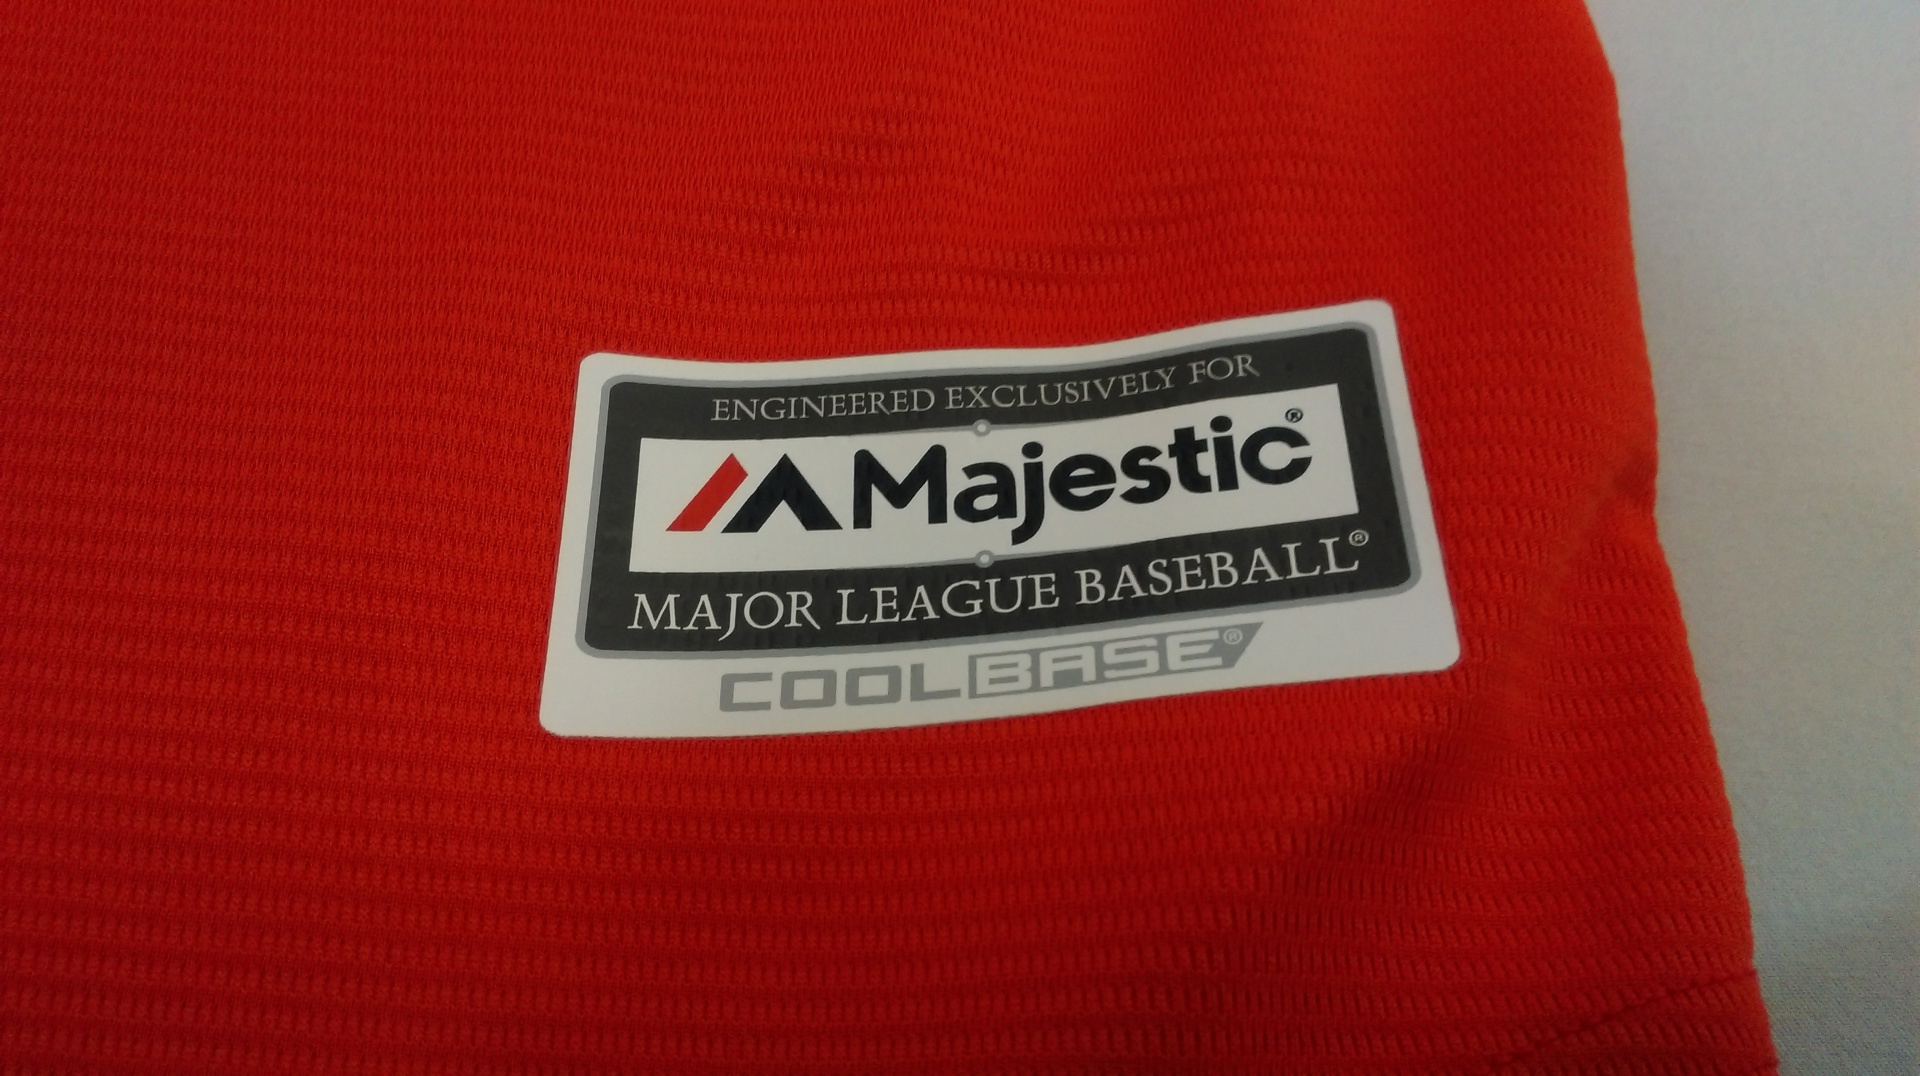 ENGINEERED EXCLUSIVELY FOR
Majestic®
MAJOR LEAGUE BASEBALL®
COOLBASE®